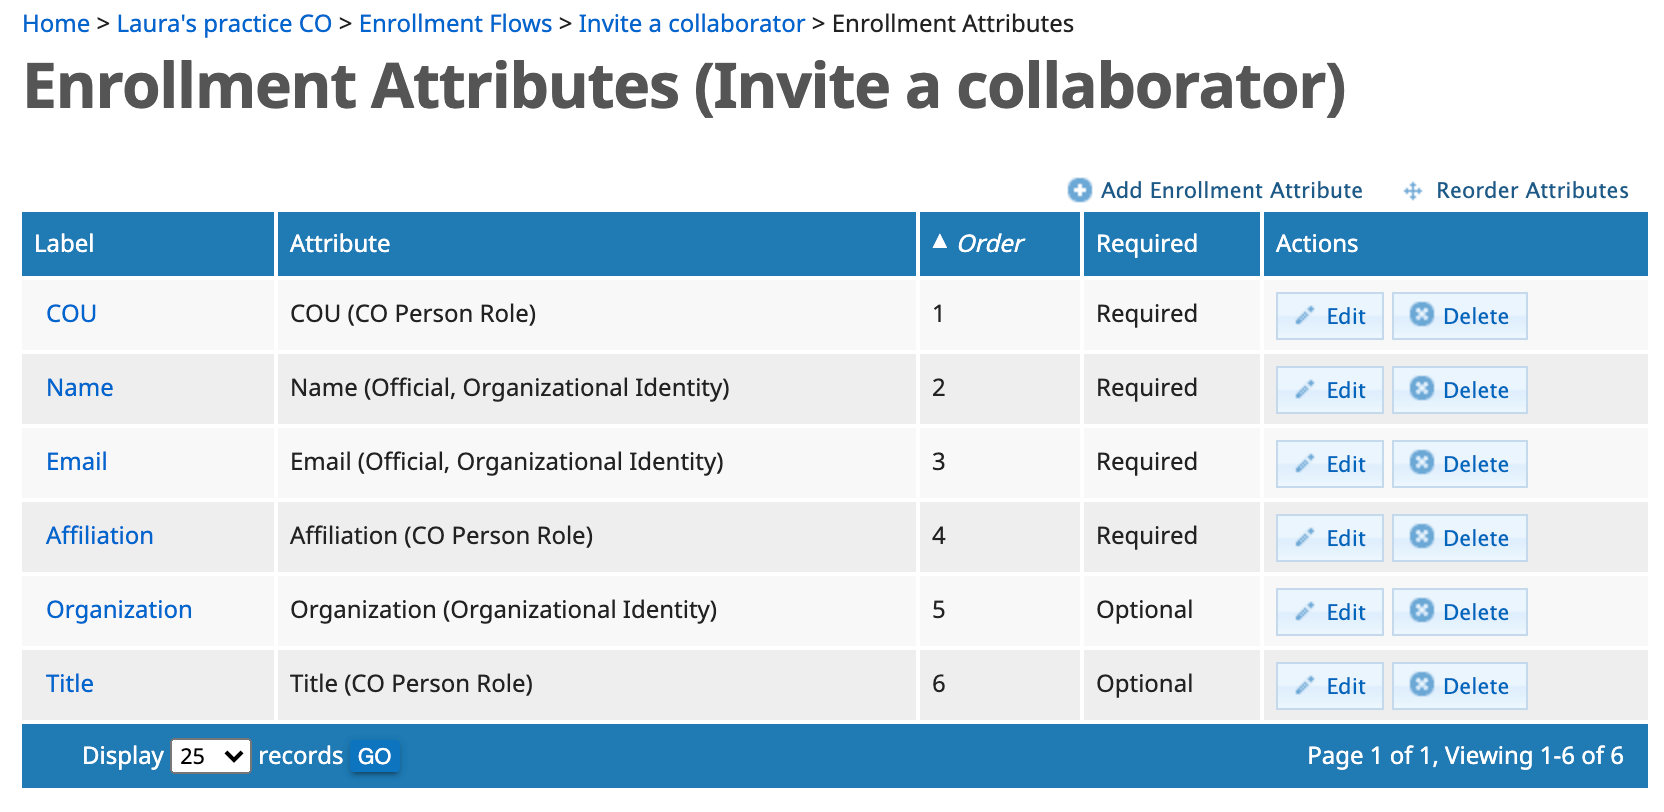 Home > Laura's practice CO > Enrollment Flows > Invite a collaborator > Enrollment Attributes
Enrollment Attributes (Invite a collaborator)
Add Enrollment Attribute Reorder Attributes
Label Attribute ▲ Order Required Actions
COU COU (CO Person Role) 1 Required Edit Delete
Name Name (Official, Organizational Identity) 2 Required Edit Delete
Email Email (Official, Organizational Identity) 3 Required Edit Delete
Affiliation Affiliation (CO Person Role) 4 Required Edit Delete
Organization Organization (Organizational Identity) 5 Optional Edit Delete
Title Title (CO Person Role) 6 Optional Edit Delete
Display 25 records GO Page 1 of 1, Viewing 1-6 of 6